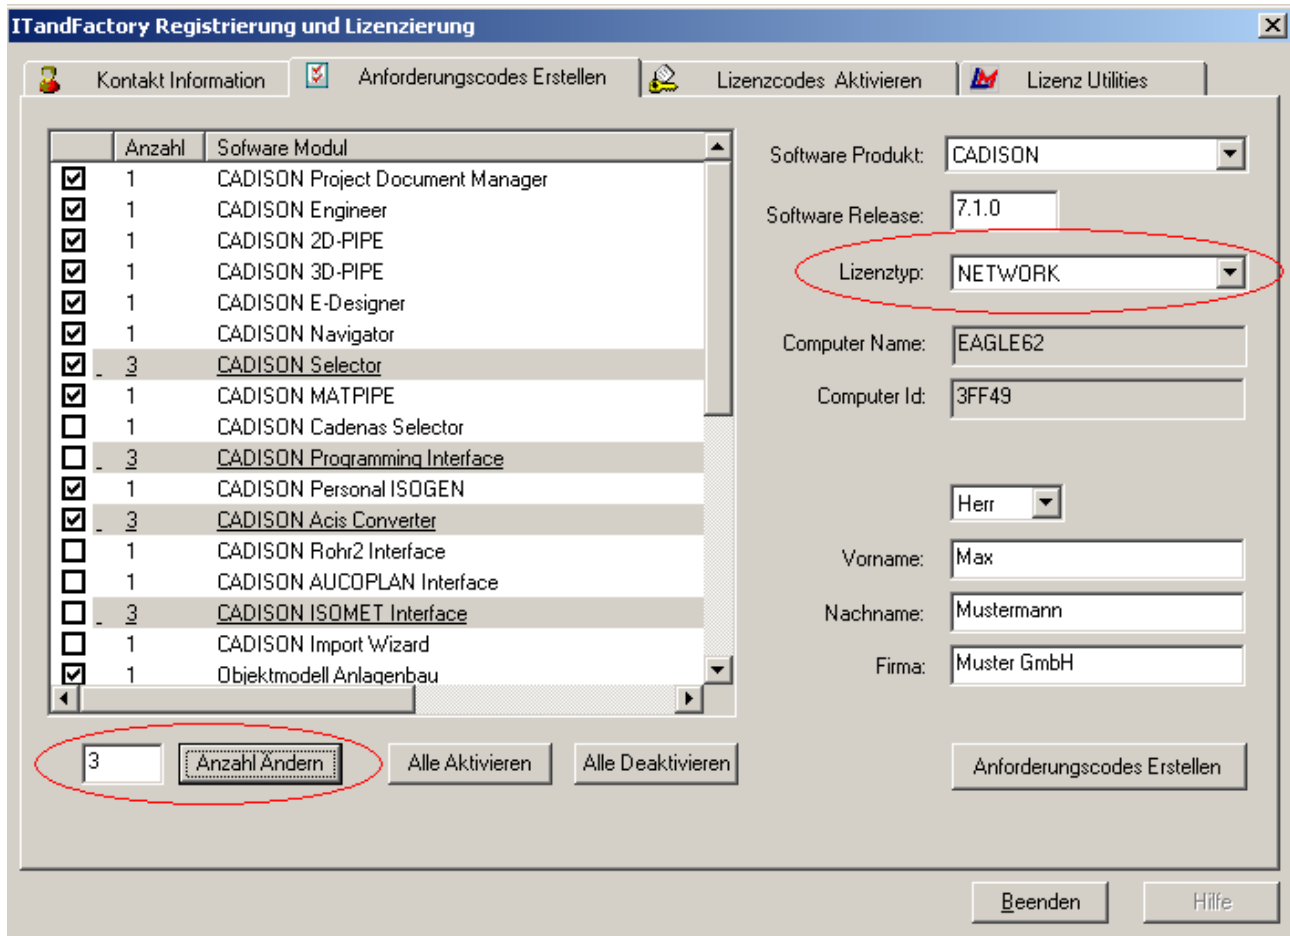 ITandFactory Registrierung und Lizenzierung
Kontakt Information
Anforderungscodes Erstellen
Lizenzcodes Aktivieren
Lizenz Utilities
Anzahl Sofware Modul
1 CADISON Project Document Manager
1 CADISON Engineer
1 CADISON 2D-PIPE
1 CADISON 3D-PIPE
1 CADISON E-Designer
1 CADISON Navigator
3 CADISON Selector
1 CADISON MATPIPE
1 CADISON Cadenas Selector
3 CADISON Programming Interface
1 CADISON Personal ISOGEN
3 CADISON Acis Converter
1 CADISON Rohr2 Interface
1 CADISON AUCOPLAN Interface
3 CADISON ISOMET Interface
1 CADISON Import Wizard
1 Objektmodell Anlagenbau
3
Anzahl Ändern
Alle Aktivieren
Alle Deaktivieren
Software Produkt: CADISON
Software Release: 7.1.0
Lizenztyp: NETWORK
Computer Name: EAGLE62
Computer Id: 3FF49
Herr
Vorname: Max
Nachname: Mustermann
Firma: Muster GmbH
Anforderungscodes Erstellen
Beenden
Hilfe